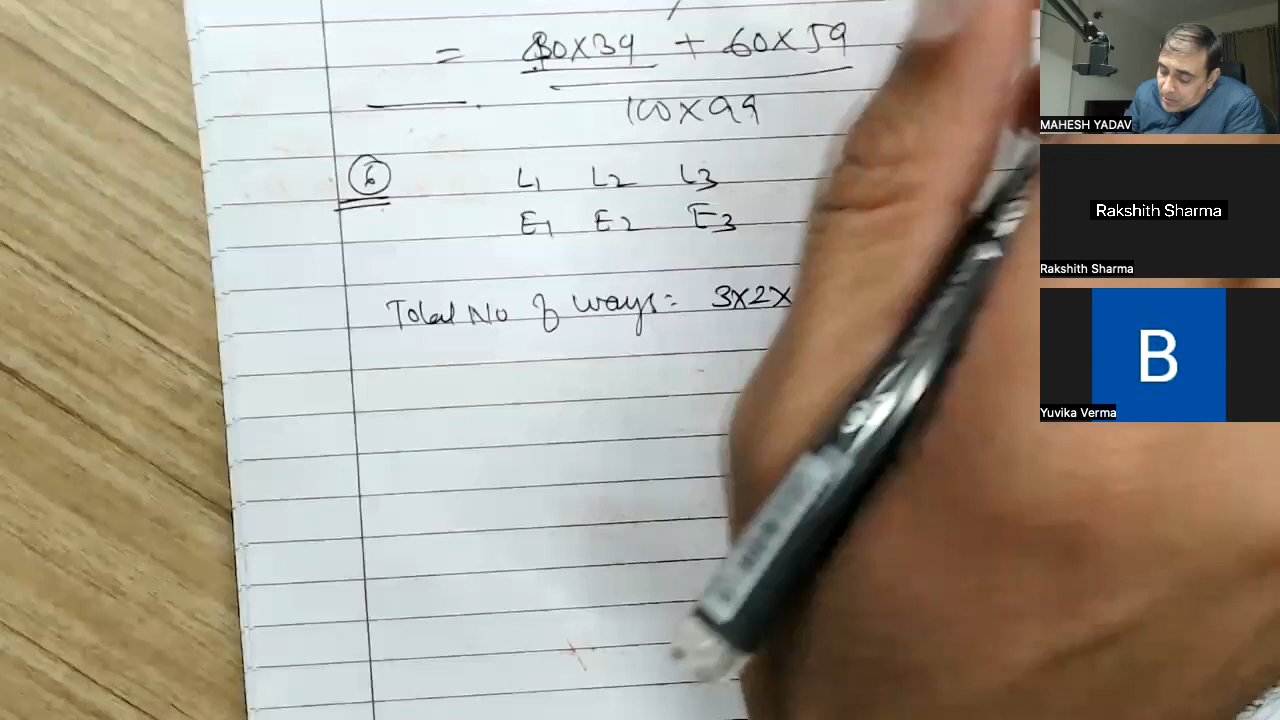 = 40X39 + 60X59
100X99
6 L1 L2 L3
E1 E2 E3
Total No of ways: 3X2X
MAHESH YADAV
Rakshith Sharma
Rakshith Sharma
B
Yuvika Verma